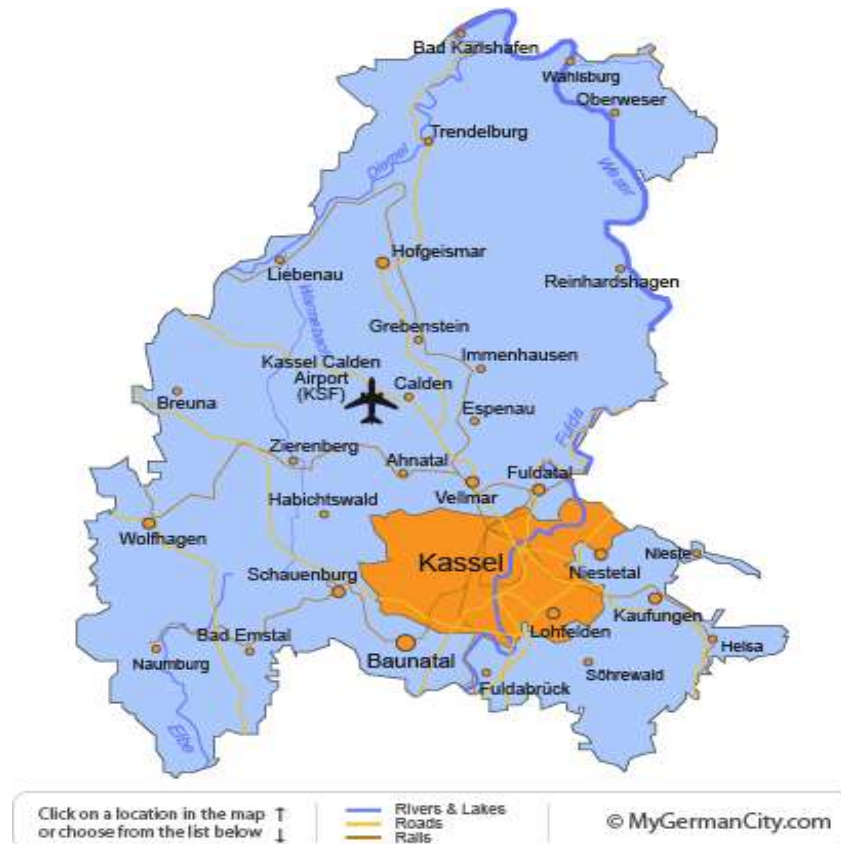 Bad Karlshafen
Wahlsburg
Oberweser
Trendelburg
Diemel
Weser
Hofgeismar
Liebenau
Reinhardshagen
Grebenstein
Immenhausen
Kassel Calden
Airport
(KSF)
Calden
Breuna
Espenau
Fulda
Zierenberg
Ahnatal
Fuldatal
Vellmar
Habichtswald
Wolfhagen
Kassel
Nieste
Niestetal
Schauenburg
Kaufungen
Lohfelden
Bad Emstal
Naumburg
Baunatal
Helsa
Söhrewald
Fuldabrück
Elbe
Click on a location in the map ↑
or choose from the list below ↓
Rivers & Lakes
Roads
Rails
© MyGermanCity.com